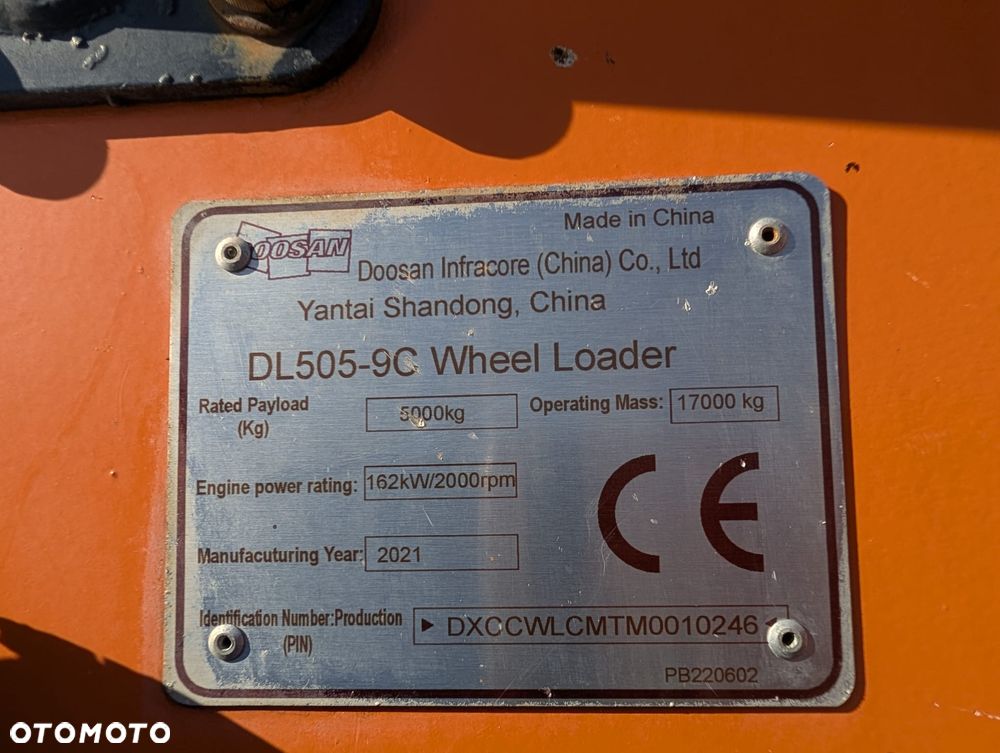 Made in China
DOOSAN
Doosan Infracore (China) Co., Ltd
Yantai Shandong, China
DL505-9C Wheel Loader
Rated Payload (Kg) 5000kg Operating Mass: 17000 kg
Engine power rating: 162kW/2000rpm
CE
Manufacuturing Year: 2021
Identification Number:Production (PIN) DXCCWLCMTM0010246
PB220602
OTOMOTO